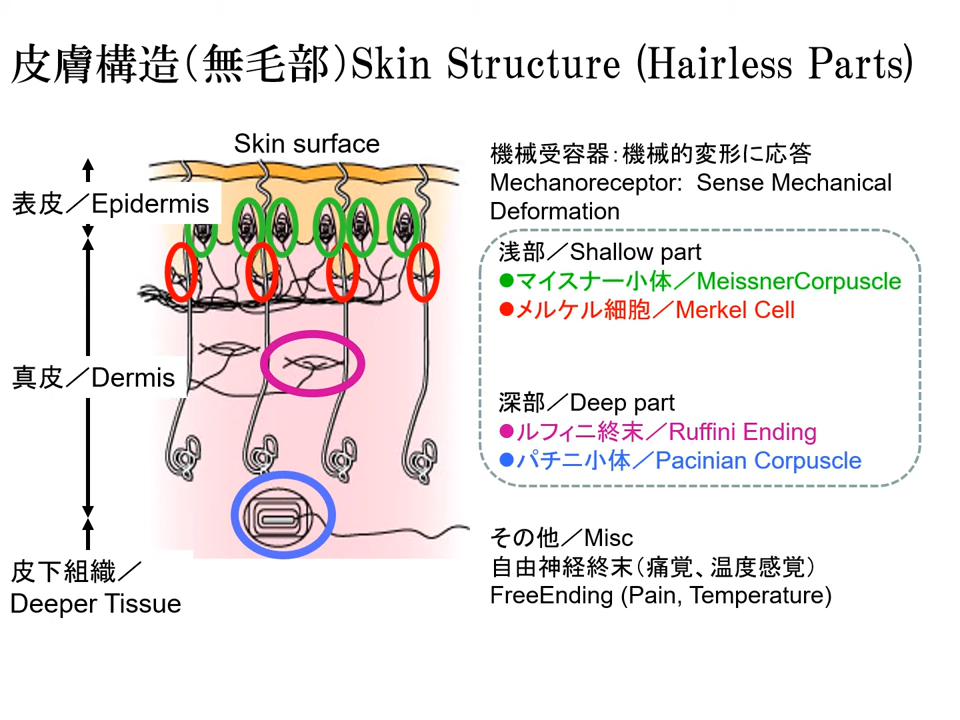 皮膚構造（無毛部）Skin Structure (Hairless Parts)
Skin surface
表皮／Epidermis
真皮／Dermis
皮下組織／
Deeper Tissue
機械受容器：機械的変形に応答
Mechanoreceptor: Sense Mechanical
Deformation
浅部／Shallow part
●マイスナー小体／MeissnerCorpuscle
●メルケル細胞／Merkel Cell
深部／Deep part
●ルフィニ終末／Ruffini Ending
●パチニ小体／Pacinian Corpuscle
その他／Misc
自由神経終末（痛覚、温度感覚）
FreeEnding (Pain, Temperature)